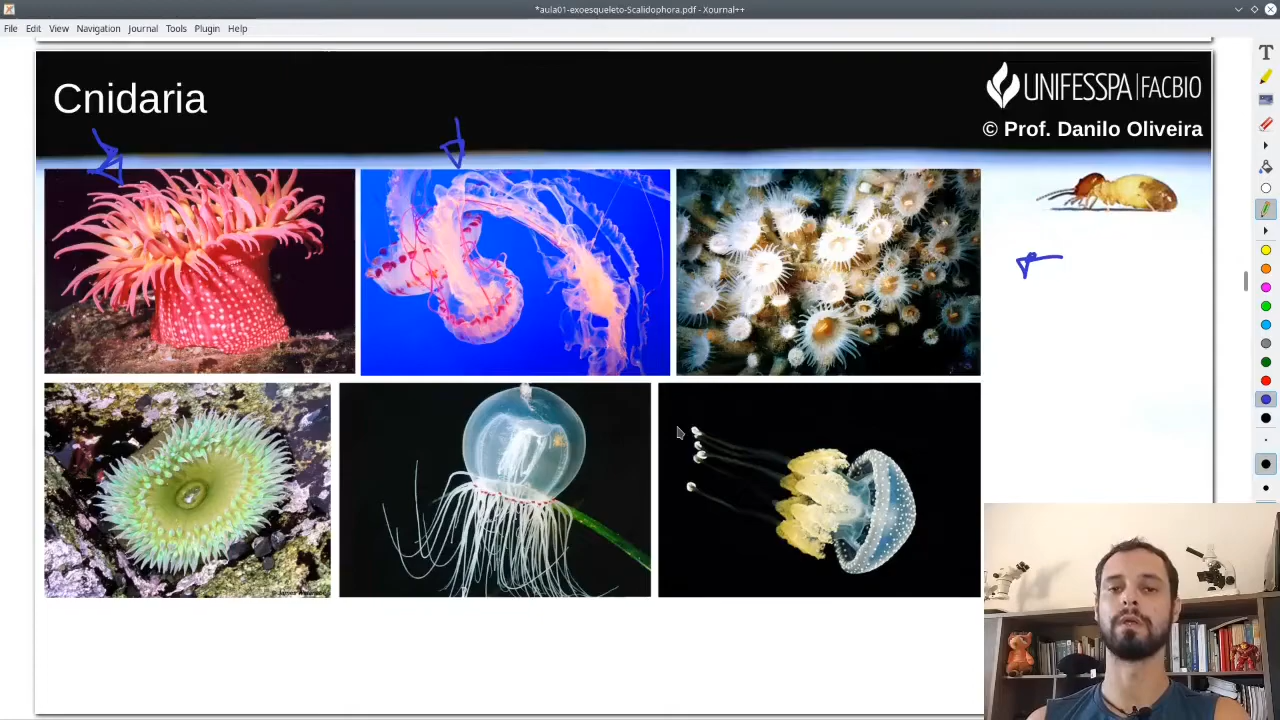 *aula01-exoesqueleto-Scalidophora.pdf - Xournal++
File Edit View Navigation Journal Tools Plugin Help
Cnidaria
UNIFESSPA | FACBIO
© Prof. Danilo Oliveira